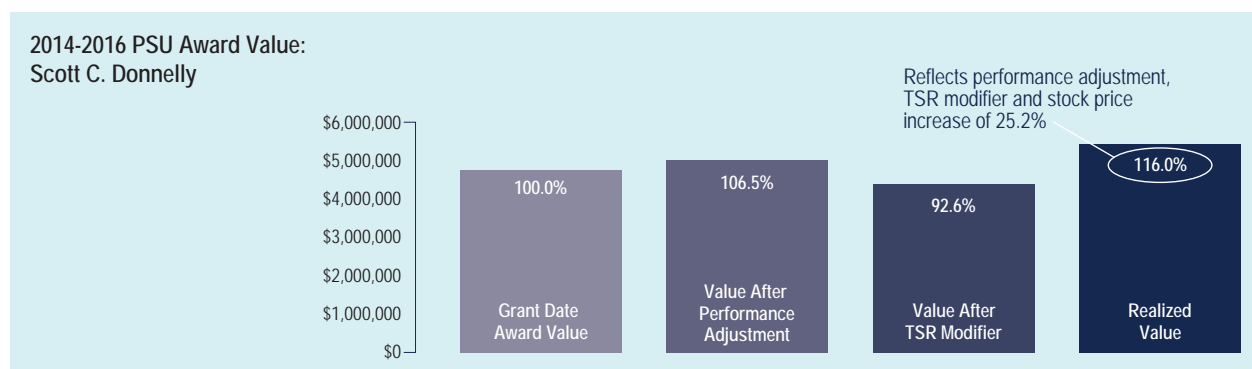 2014-2016 PSU Award Value:
Scott C. Donnelly
Reflects performance adjustment,
TSR modifier and stock price
increase of 25.2%
$6,000,000
$5,000,000
$4,000,000
$3,000,000
$2,000,000
$1,000,000
$0
100.0%
Grant Date
Award Value
106.5%
Value After
Performance
Adjustment
92.6%
Value After
TSR Modifier
116.0%
Realized
Value